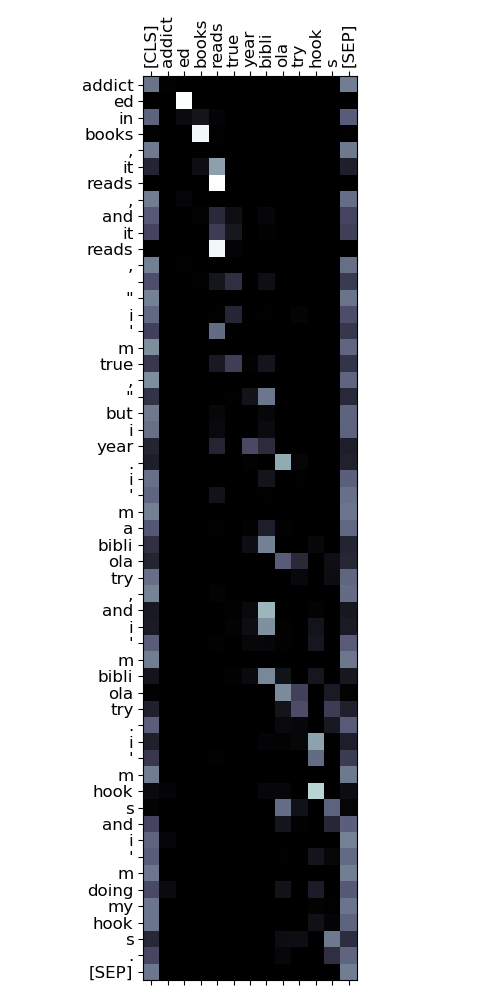 [CLS]
addict
ed
books
reads
true
year
bibli
ola
try
hook
s
[SEP]
addict
ed
in
books
,
it
reads
,
and
it
reads
,
"
i
'
m
true
,
"
but
i
year
.
i
'
m
a
bibli
ola
try
,
and
i
'
m
bibli
ola
try
.
i
'
m
hook
s
and
i
'
m
doing
my
hook
s
.
[SEP]